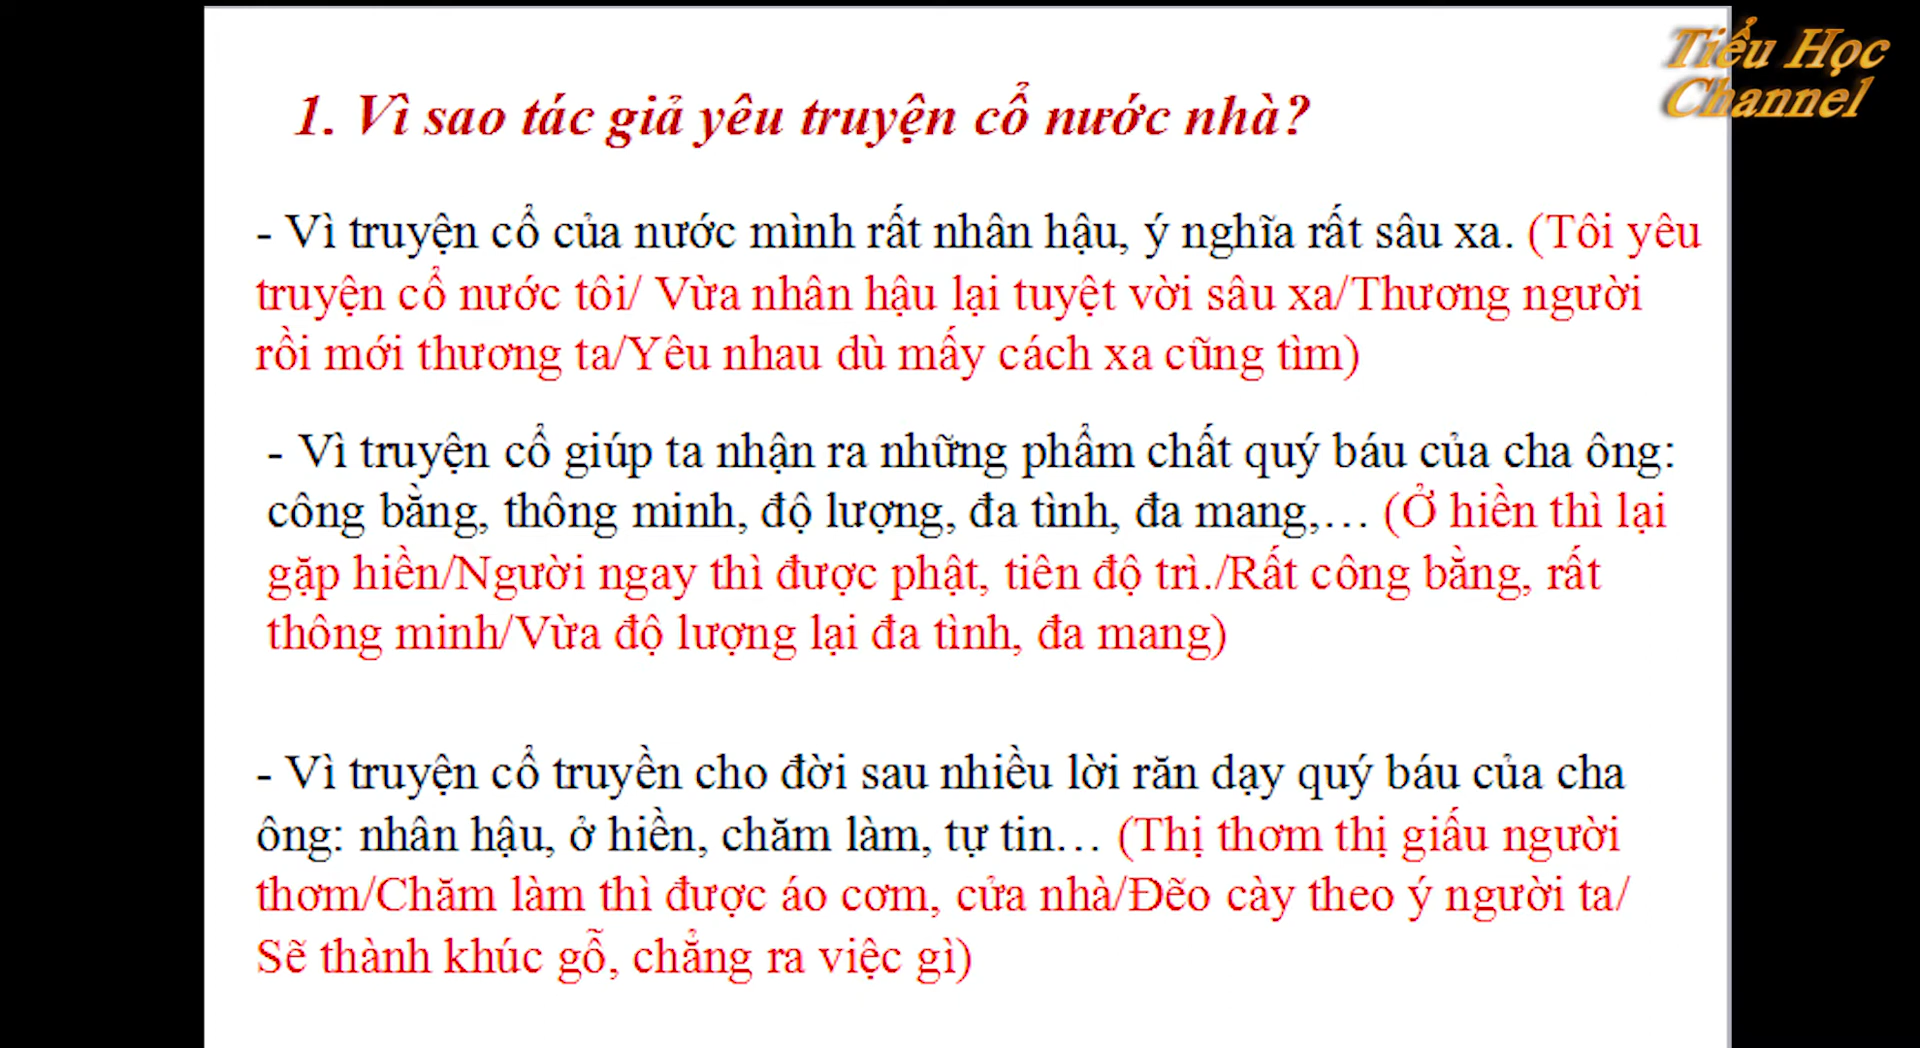 Tiểu Học
Channel
1. Vì sao tác giả yêu truyện cổ nước nhà?
- Vì truyện cổ của nước mình rất nhân hậu, ý nghĩa rất sâu xa. (Tôi yêu
truyện cổ nước tôi/ Vừa nhân hậu lại tuyệt vời sâu xa/Thương người
rồi mới thương ta/Yêu nhau dù mấy cách xa cũng tìm)
- Vì truyện cổ giúp ta nhận ra những phẩm chất quý báu của cha ông:
công bằng, thông minh, độ lượng, đa tình, đa mang,… (Ở hiền thì lại
gặp hiền/Người ngay thì được phật, tiên độ trì./Rất công bằng, rất
thông minh/Vừa độ lượng lại đa tình, đa mang)
- Vì truyện cổ truyền cho đời sau nhiều lời răn dạy quý báu của cha
ông: nhân hậu, ở hiền, chăm làm, tự tin… (Thị thơm thị giấu người
thơm/Chăm làm thì được áo cơm, cửa nhà/Đẽo cày theo ý người ta/
Sẽ thành khúc gỗ, chẳng ra việc gì)